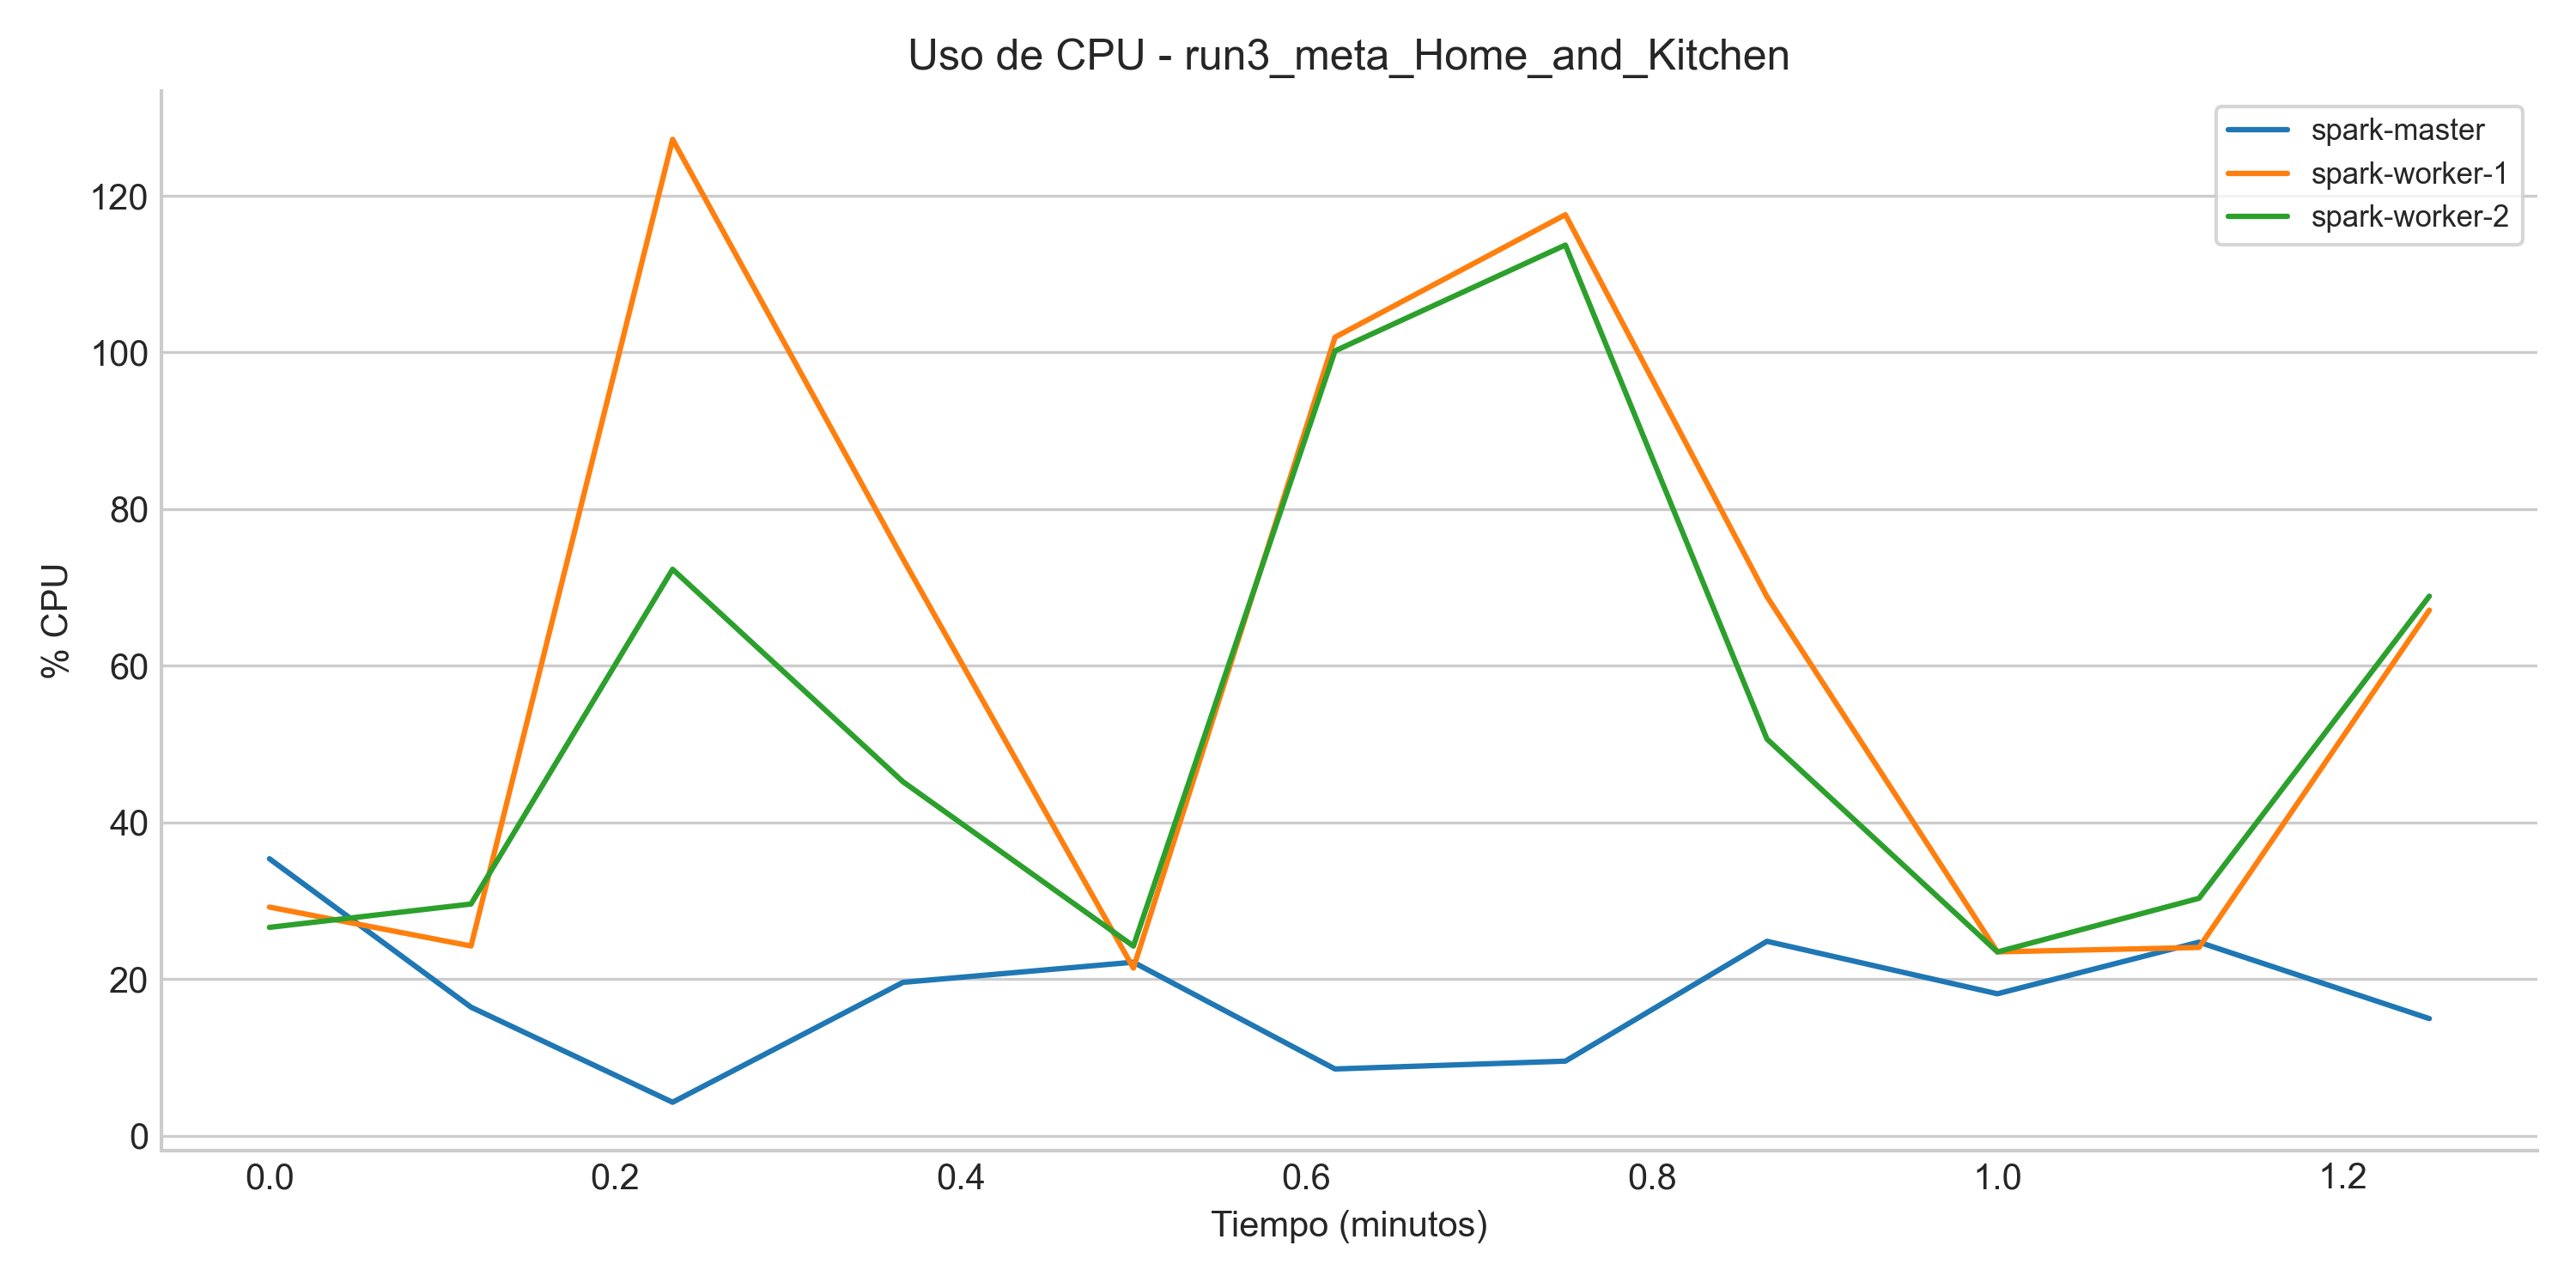 Uso de CPU - run3_meta_Home_and_Kitchen
spark-master
spark-worker-1
spark-worker-2
120
100
80
60
40
20
0
% CPU
0.0 0.2 0.4 0.6 0.8 1.0 1.2
Tiempo (minutos)